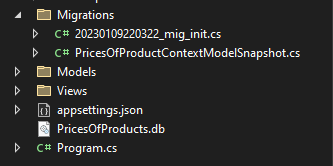 Migrations
C# 20230109220322_mig_init.cs
C# PricesOfProductContextModelSnapshot.cs
Models
Views
appsettings.json
PricesOfProducts.db
C# Program.cs